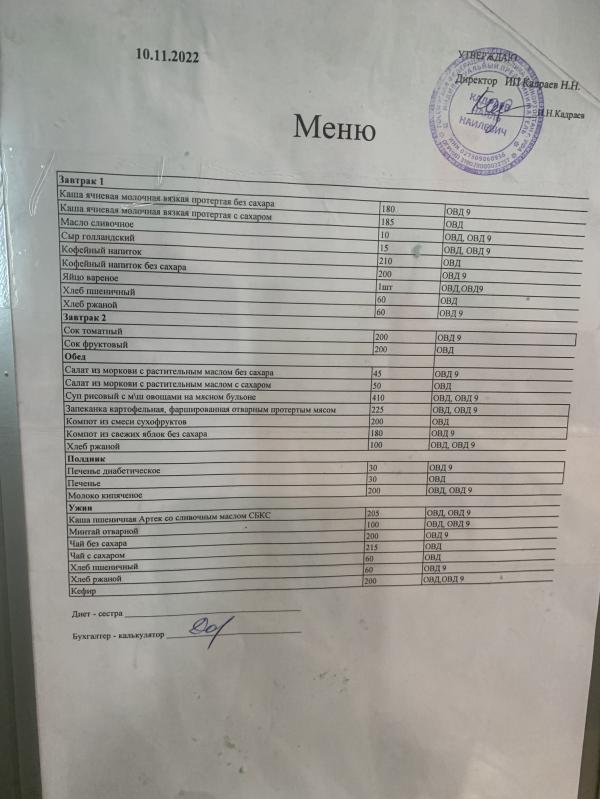 10.11.2022
УТВЕРЖДАЮ
Директор ИП Кадраев Н.Н.
Н.Н.Кадраев
НАИЛЕВИЧ
Меню
Завтрак 1
Каша ячневая молочная вязкая протертая без сахара 180 ОВД 9
Каша ячневая молочная вязкая протертая с сахаром 185 ОВД
Масло сливочное 10 ОВД, ОВД 9
Сыр голландский 15 ОВД, ОВД 9
Кофейный напиток 210 ОВД
Кофейный напиток без сахара 200 ОВД 9
Яйцо вареное 1шт ОВД,ОВД9
Хлеб пшеничный 60 ОВД
Хлеб ржаной 60 ОВД 9
Завтрак 2
Сок томатный 200 ОВД 9
Сок фруктовый 200 ОВД
Обед
Салат из моркови с растительным маслом без сахара 45 ОВД 9
Салат из моркови с растительным маслом с сахаром 50 ОВД
Суп рисовый с м\ш овощами на мясном бульоне 410 ОВД, ОВД 9
Запеканка картофельная, фаршированная отварным протертым мясом 225 ОВД, ОВД 9
Компот из смеси сухофруктов 200 ОВД
Компот из свежих яблок без сахара 180 ОВД 9
Хлеб ржаной 100 ОВД, ОВД 9
Полдник
Печенье диабетическое 30 ОВД 9
Печенье 30 ОВД
Молоко кипяченое 200 ОВД, ОВД 9
Ужин
Каша пшеничная Артек со сливочным маслом СБКС 205 ОВД, ОВД 9
Минтай отварной 100 ОВД, ОВД 9
Чай без сахара 200 ОВД 9
Чай с сахаром 215 ОВД
Хлеб пшеничный 60 ОВД
Хлеб ржаной 60 ОВД 9
Кефир 200 ОВД,ОВД 9
Диет - сестра
Бухгалтер - калькулятор